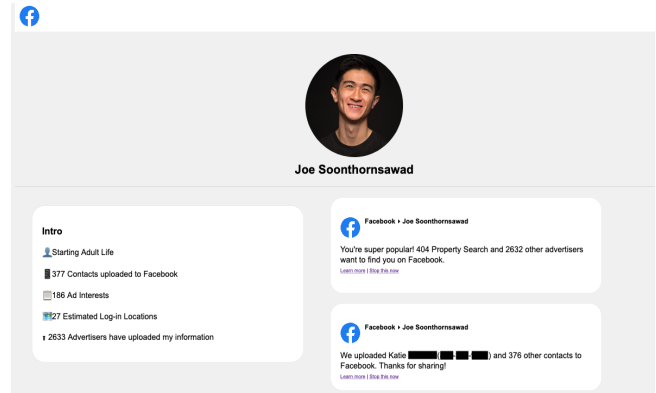 Joe Soonthornsawad
Intro
Starting Adult Life
377 Contacts uploaded to Facebook
186 Ad Interests
27 Estimated Log-in Locations
2633 Advertisers have uploaded my information
Facebook ▸ Joe Soonthornsawad
You're super popular! 404 Property Search and 2632 other advertisers
want to find you on Facebook.
Learn more | Stop this now
Facebook ▸ Joe Soonthornsawad
We uploaded Katie ( - - ) and 376 other contacts to
Facebook. Thanks for sharing!
Learn more | Stop this now